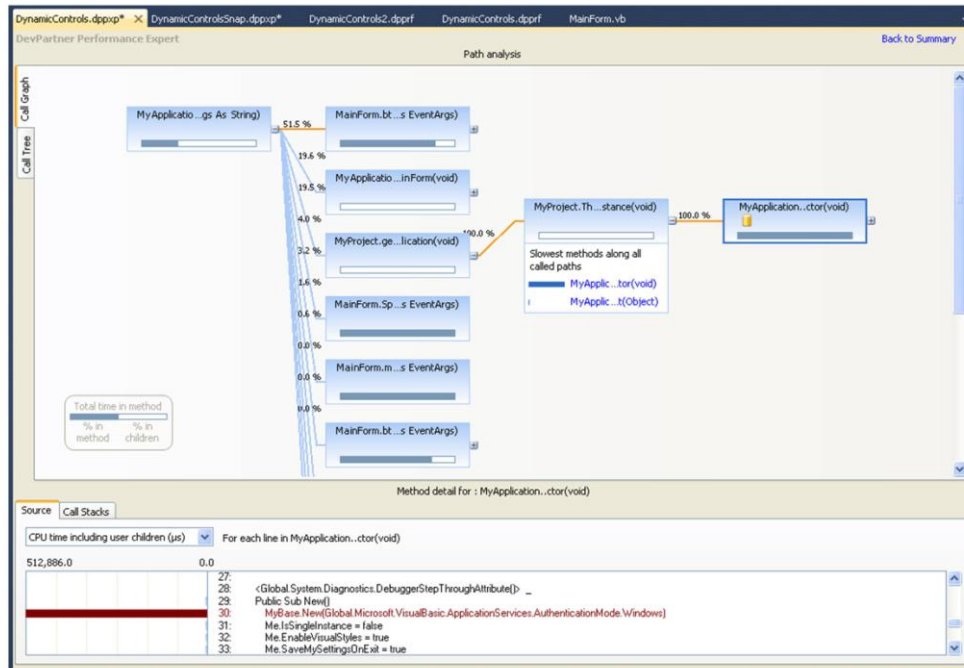 DynamicControls.dppxp* DynamicControlsSnap.dppxp* DynamicControls2.dpprf DynamicControls.dpprf MainForm.vb
DevPartner Performance Expert
Back to Summary
Path analysis
Call Graph
Call Tree
MyApplicatio...gs As String)
51.5 %
MainForm.bt...s EventArgs)
19.6 %
MyApplicatio...inForm(void)
19.5 %
4.0 %
MyProject.ge...lication(void)
100.0 %
MyProject.Th...stance(void)
100.0 %
MyApplication..ctor(void)
Slowest methods along all
called paths
MyApplic...tor(void)
MyApplic...t(Object)
3.2 %
1.6 %
MainForm.Sp...s EventArgs)
0.6 %
0.0 %
MainForm.m...s EventArgs)
0.0 %
0.0 %
MainForm.bt...s EventArgs)
Total time in method
% in method
% in children
Method detail for : MyApplication..ctor(void)
Source Call Stacks
CPU time including user children (µs) For each line in MyApplication..ctor(void)
512,886.0 0.0
27:
28: <Global.System.Diagnostics.DebuggerStepThroughAttribute()> _
29: Public Sub New()
30: MyBase.New(Global.Microsoft.VisualBasic.ApplicationServices.AuthenticationMode.Windows)
31: Me.IsSingleInstance = false
32: Me.EnableVisualStyles = true
33: Me.SaveMySettingsOnExit = true